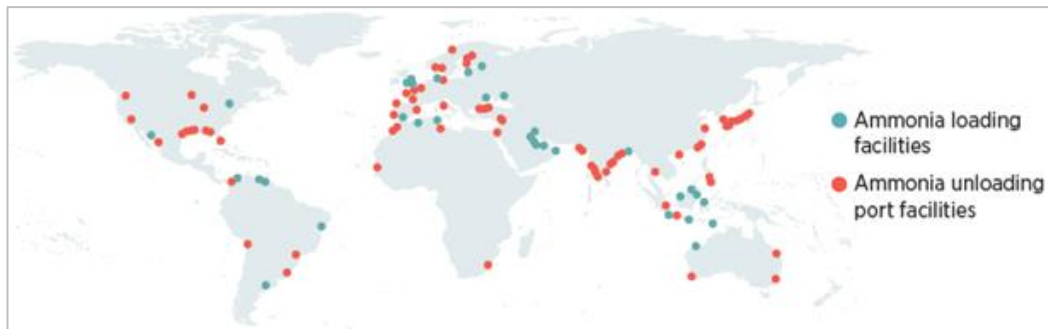 Ammonia loading
facilities
Ammonia unloading
port facilities